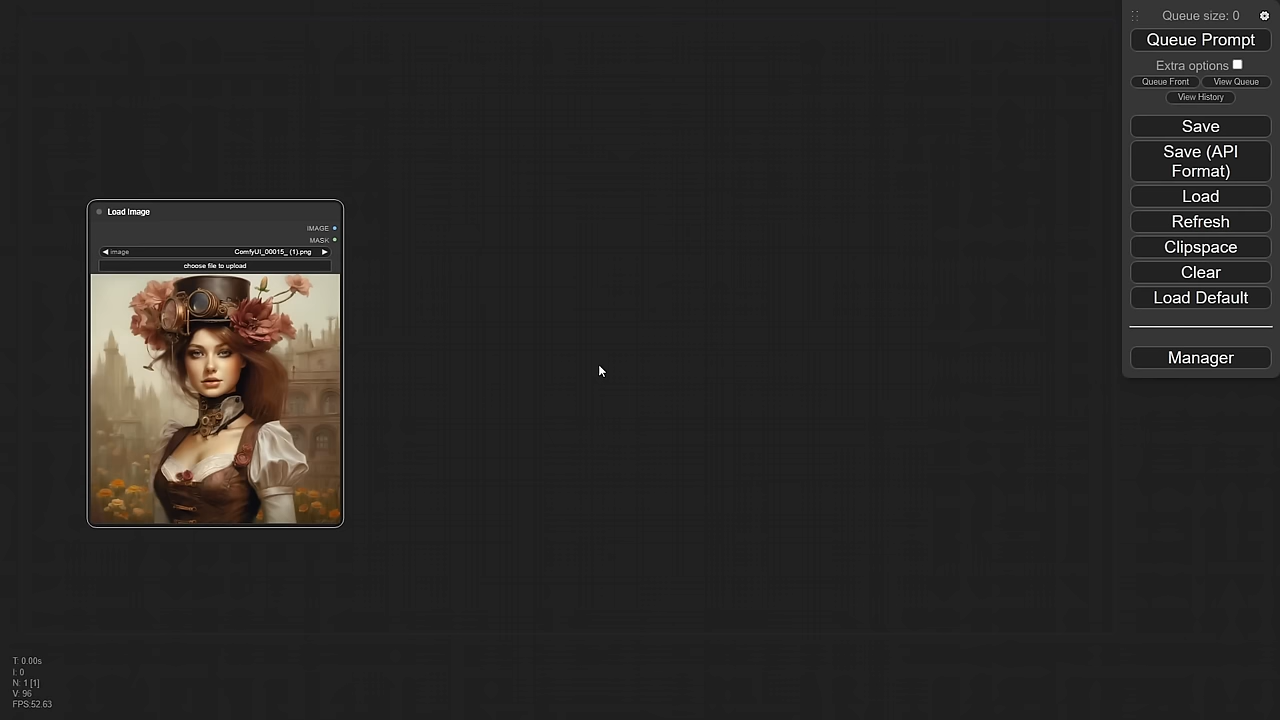 Queue size: 0
Queue Prompt
Extra options
Queue Front
View Queue
View History
Save
Save (API
Format)
Load
Refresh
Clipspace
Clear
Load Default
Manager
Load Image
IMAGE
MASK
image
ComfyUI_00015_ (1).png
choose file to upload
T: 0.00s
I: 0
N: 1 [1]
V: 96
FPS:52.63